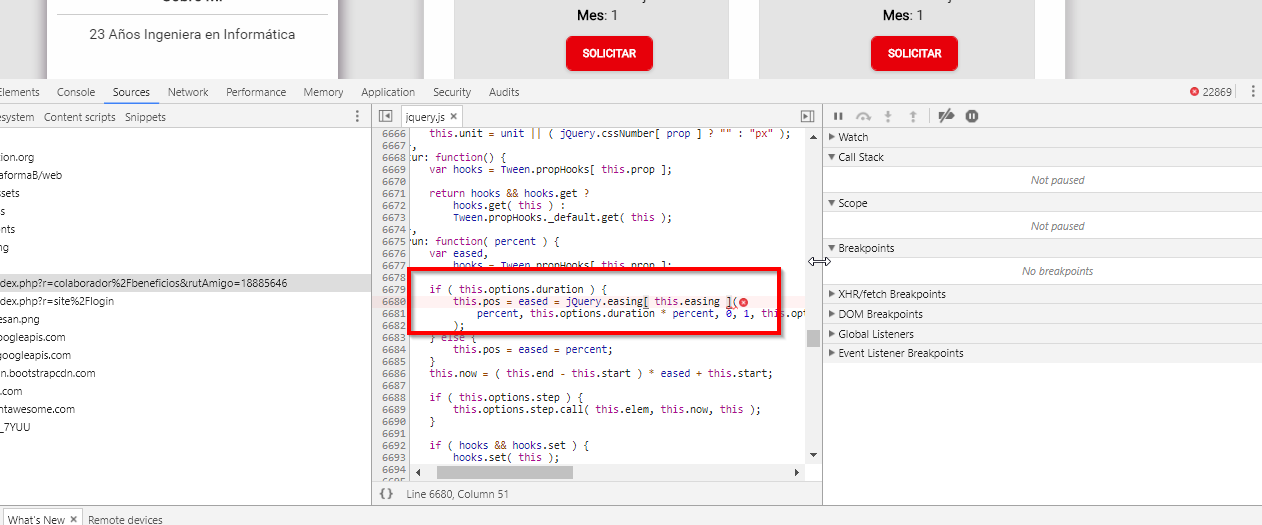 Mes: 1
Mes: 1
23 Años Ingeniera en Informática
SOLICITAR
SOLICITAR
Elements Console Sources Network Performance Memory Application Security Audits 22869
esystem Content scripts Snippets
jquery.js
tion.org
aformaB/web
ssets
s
nts
ng
dex.php?r=colaborador%2Fbeneficios&rutAmigo=18885646
dex.php?r=site%2Flogin
esan.png
googleapis.com
googleapis.com
n.bootstrapcdn.com
.com
ntawesome.com
_7YUU
6666 this.unit = unit || ( jQuery.cssNumber[ prop ] ? "" : "px" );
6667 ,
6668 ur: function() {
6669 var hooks = Tween.propHooks[ this.prop ];
6670
6671 return hooks && hooks.get ?
6672 hooks.get( this ) :
6673 Tween.propHooks._default.get( this );
6674 ,
6675 run: function( percent ) {
6676 var eased,
6677 hooks = Tween.propHooks[ this.prop ];
6678
6679 if ( this.options.duration ) {
6680 this.pos = eased = jQuery.easing[ this.easing ](
6681 percent, this.options.duration * percent, 0, 1, this.opt
6682 );
6683 } else {
6684 this.pos = eased = percent;
6685 }
6686 this.now = ( this.end - this.start ) * eased + this.start;
6687
6688 if ( this.options.step ) {
6689 this.options.step.call( this.elem, this.now, this );
6690 }
6691
6692 if ( hooks && hooks.set ) {
6693 hooks.set( this );
6694
{} Line 6680, Column 51
Watch
Call Stack
Not paused
Scope
Not paused
Breakpoints
No breakpoints
XHR/fetch Breakpoints
DOM Breakpoints
Global Listeners
Event Listener Breakpoints
What's New Remote devices